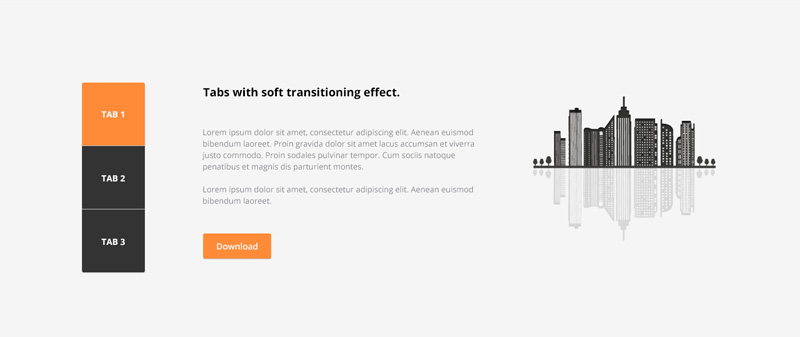 TAB 1
TAB 2
TAB 3
Tabs with soft transitioning effect.
Lorem ipsum dolor sit amet, consectetur adipiscing elit. Aenean euismod
bibendum laoreet. Proin gravida dolor sit amet lacus accumsan et viverra
justo commodo. Proin sodales pulvinar tempor. Cum sociis natoque
penatibus et magnis dis parturient montes.
Lorem ipsum dolor sit amet, consectetur adipiscing elit. Aenean euismod
bibendum laoreet.
Download